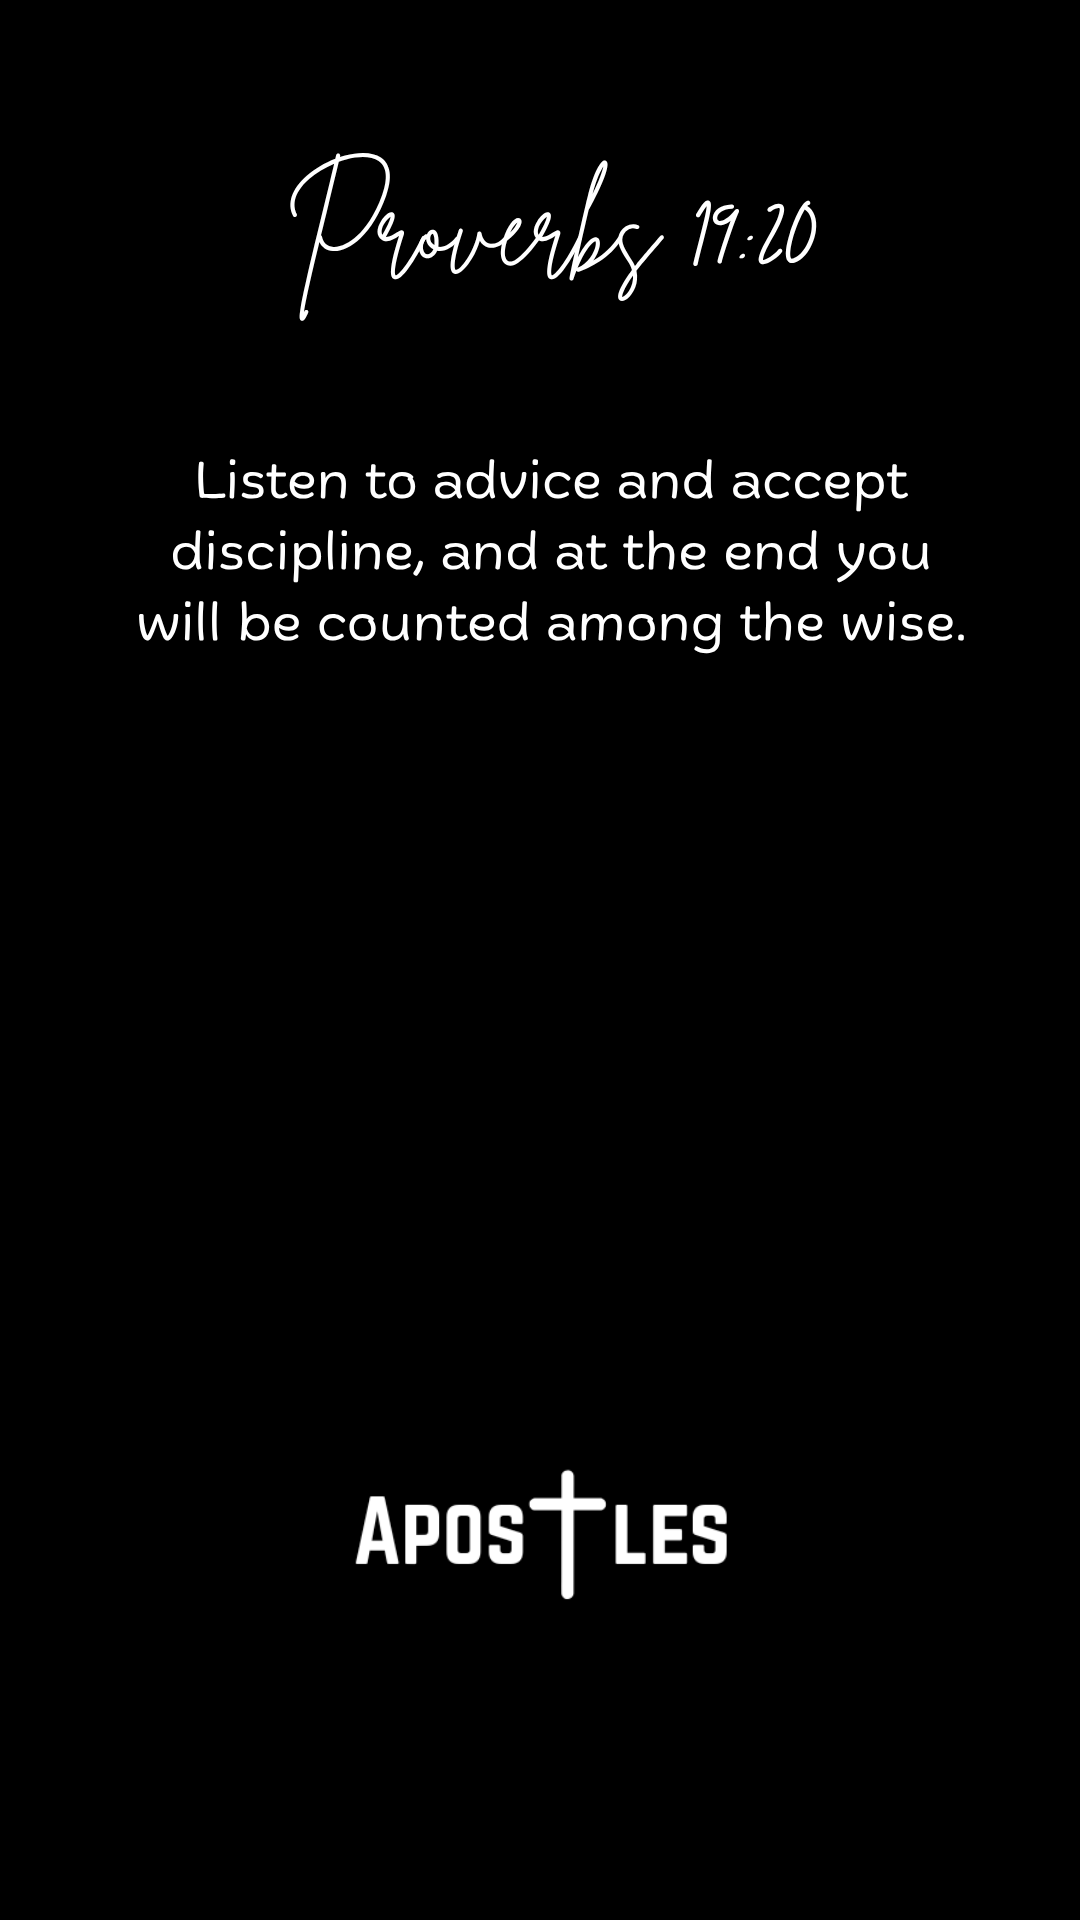 Proverbs 19:20
Listen to advice and accept
discipline, and at the end you
will be counted among the wise.
Apostles